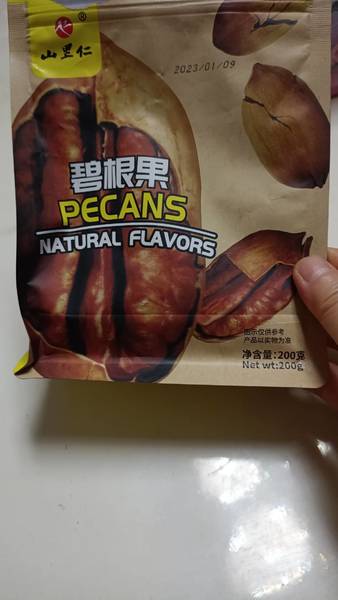 仁
®
山里仁
2023/01/09
碧根果
PECANS
NATURAL FLAVORS
图示仅供参考
产品以实物为准
净含量:200克
Net wt:200g